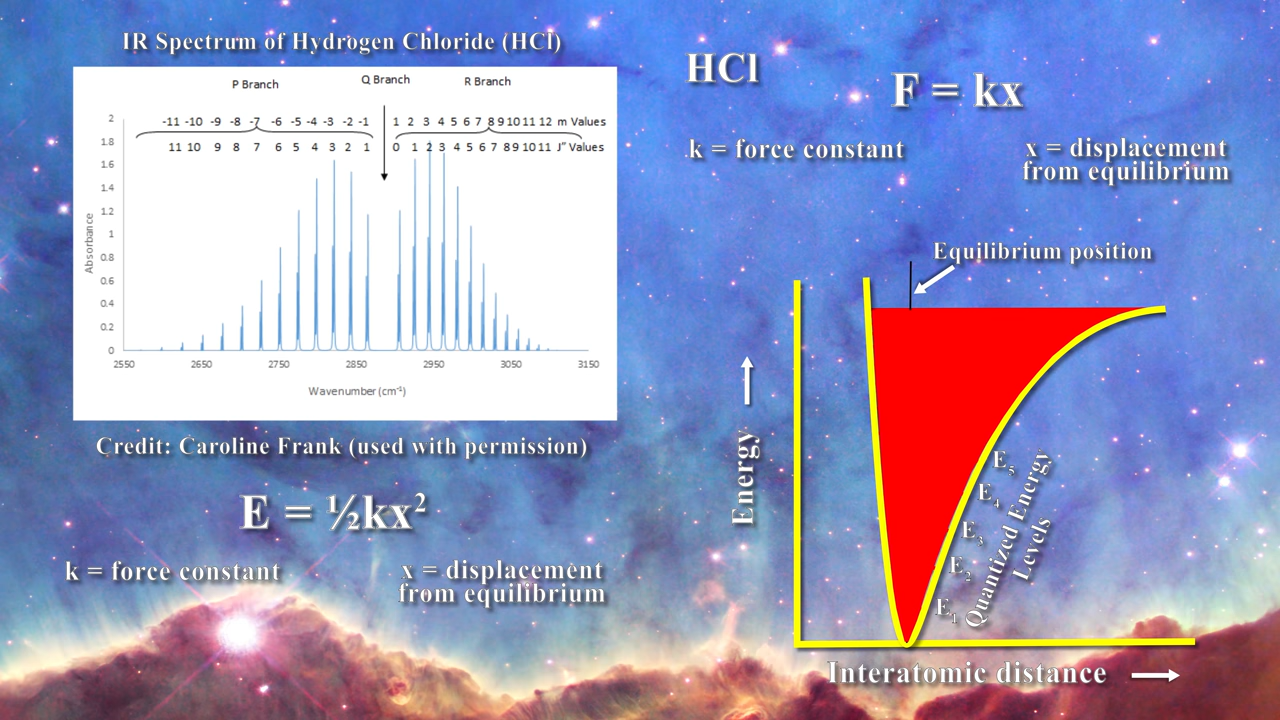 IR Spectrum of Hydrogen Chloride (HCl)
P Branch
Q Branch
R Branch
-11 -10 -9 -8 -7 -6 -5 -4 -3 -2 -1 1 2 3 4 5 6 7 8 9 10 11 12 m Values
11 10 9 8 7 6 5 4 3 2 1 0 1 2 3 4 5 6 7 8 9 10 11 J" Values
2
1.8
1.6
1.4
1.2
1
0.8
0.6
0.4
0.2
0
Absorbance
2550 2650 2750 2850 2950 3050 3150
Wavenumber (cm⁻¹)
Credit: Caroline Frank (used with permission)
E = ½kx²
k = force constant
x = displacement
from equilibrium
HCl
F = kx
k = force constant
x = displacement
from equilibrium
Equilibrium position
Energy
E₅
E₄
E₃
E₂
E₁
Quantized Energy
Levels
Interatomic distance